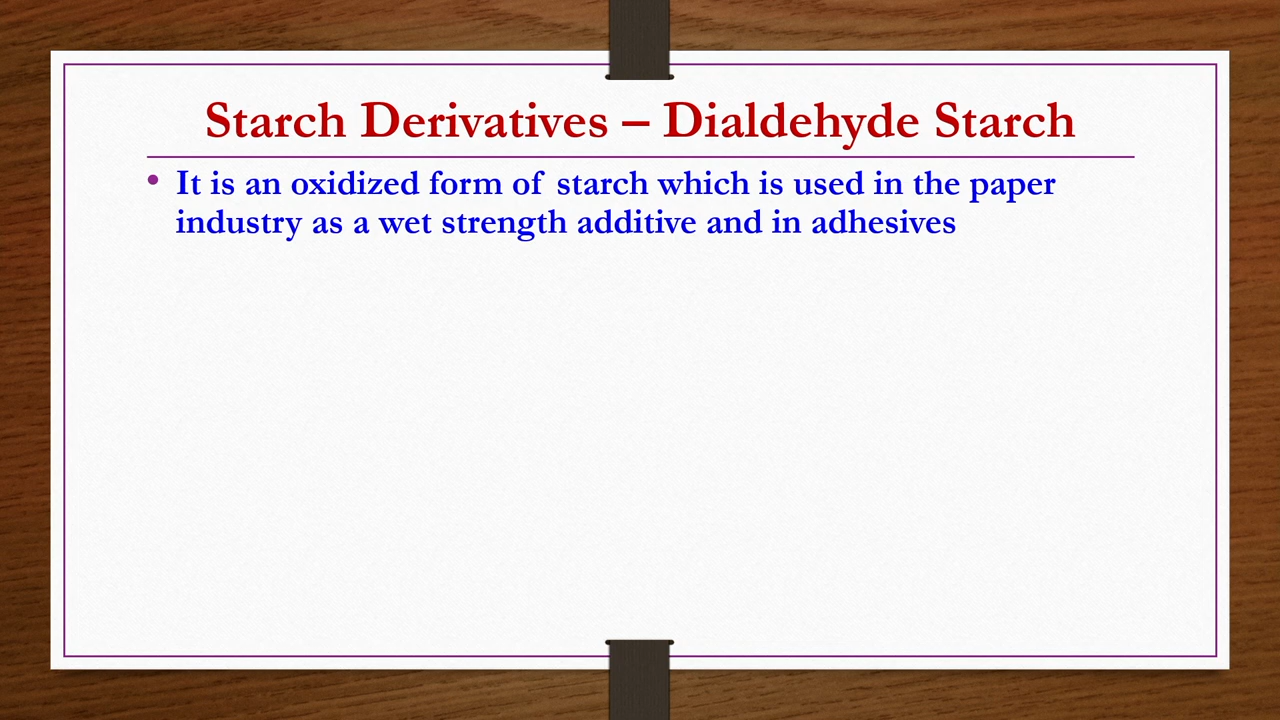 Starch Derivatives – Dialdehyde Starch
• It is an oxidized form of starch which is used in the paper
industry as a wet strength additive and in adhesives